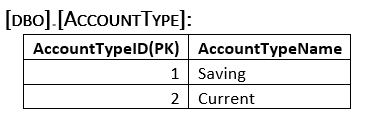 [DBO].[ACCOUNTTYPE]:
AccountTypeID(PK) AccountTypeName
1 Saving
2 Current